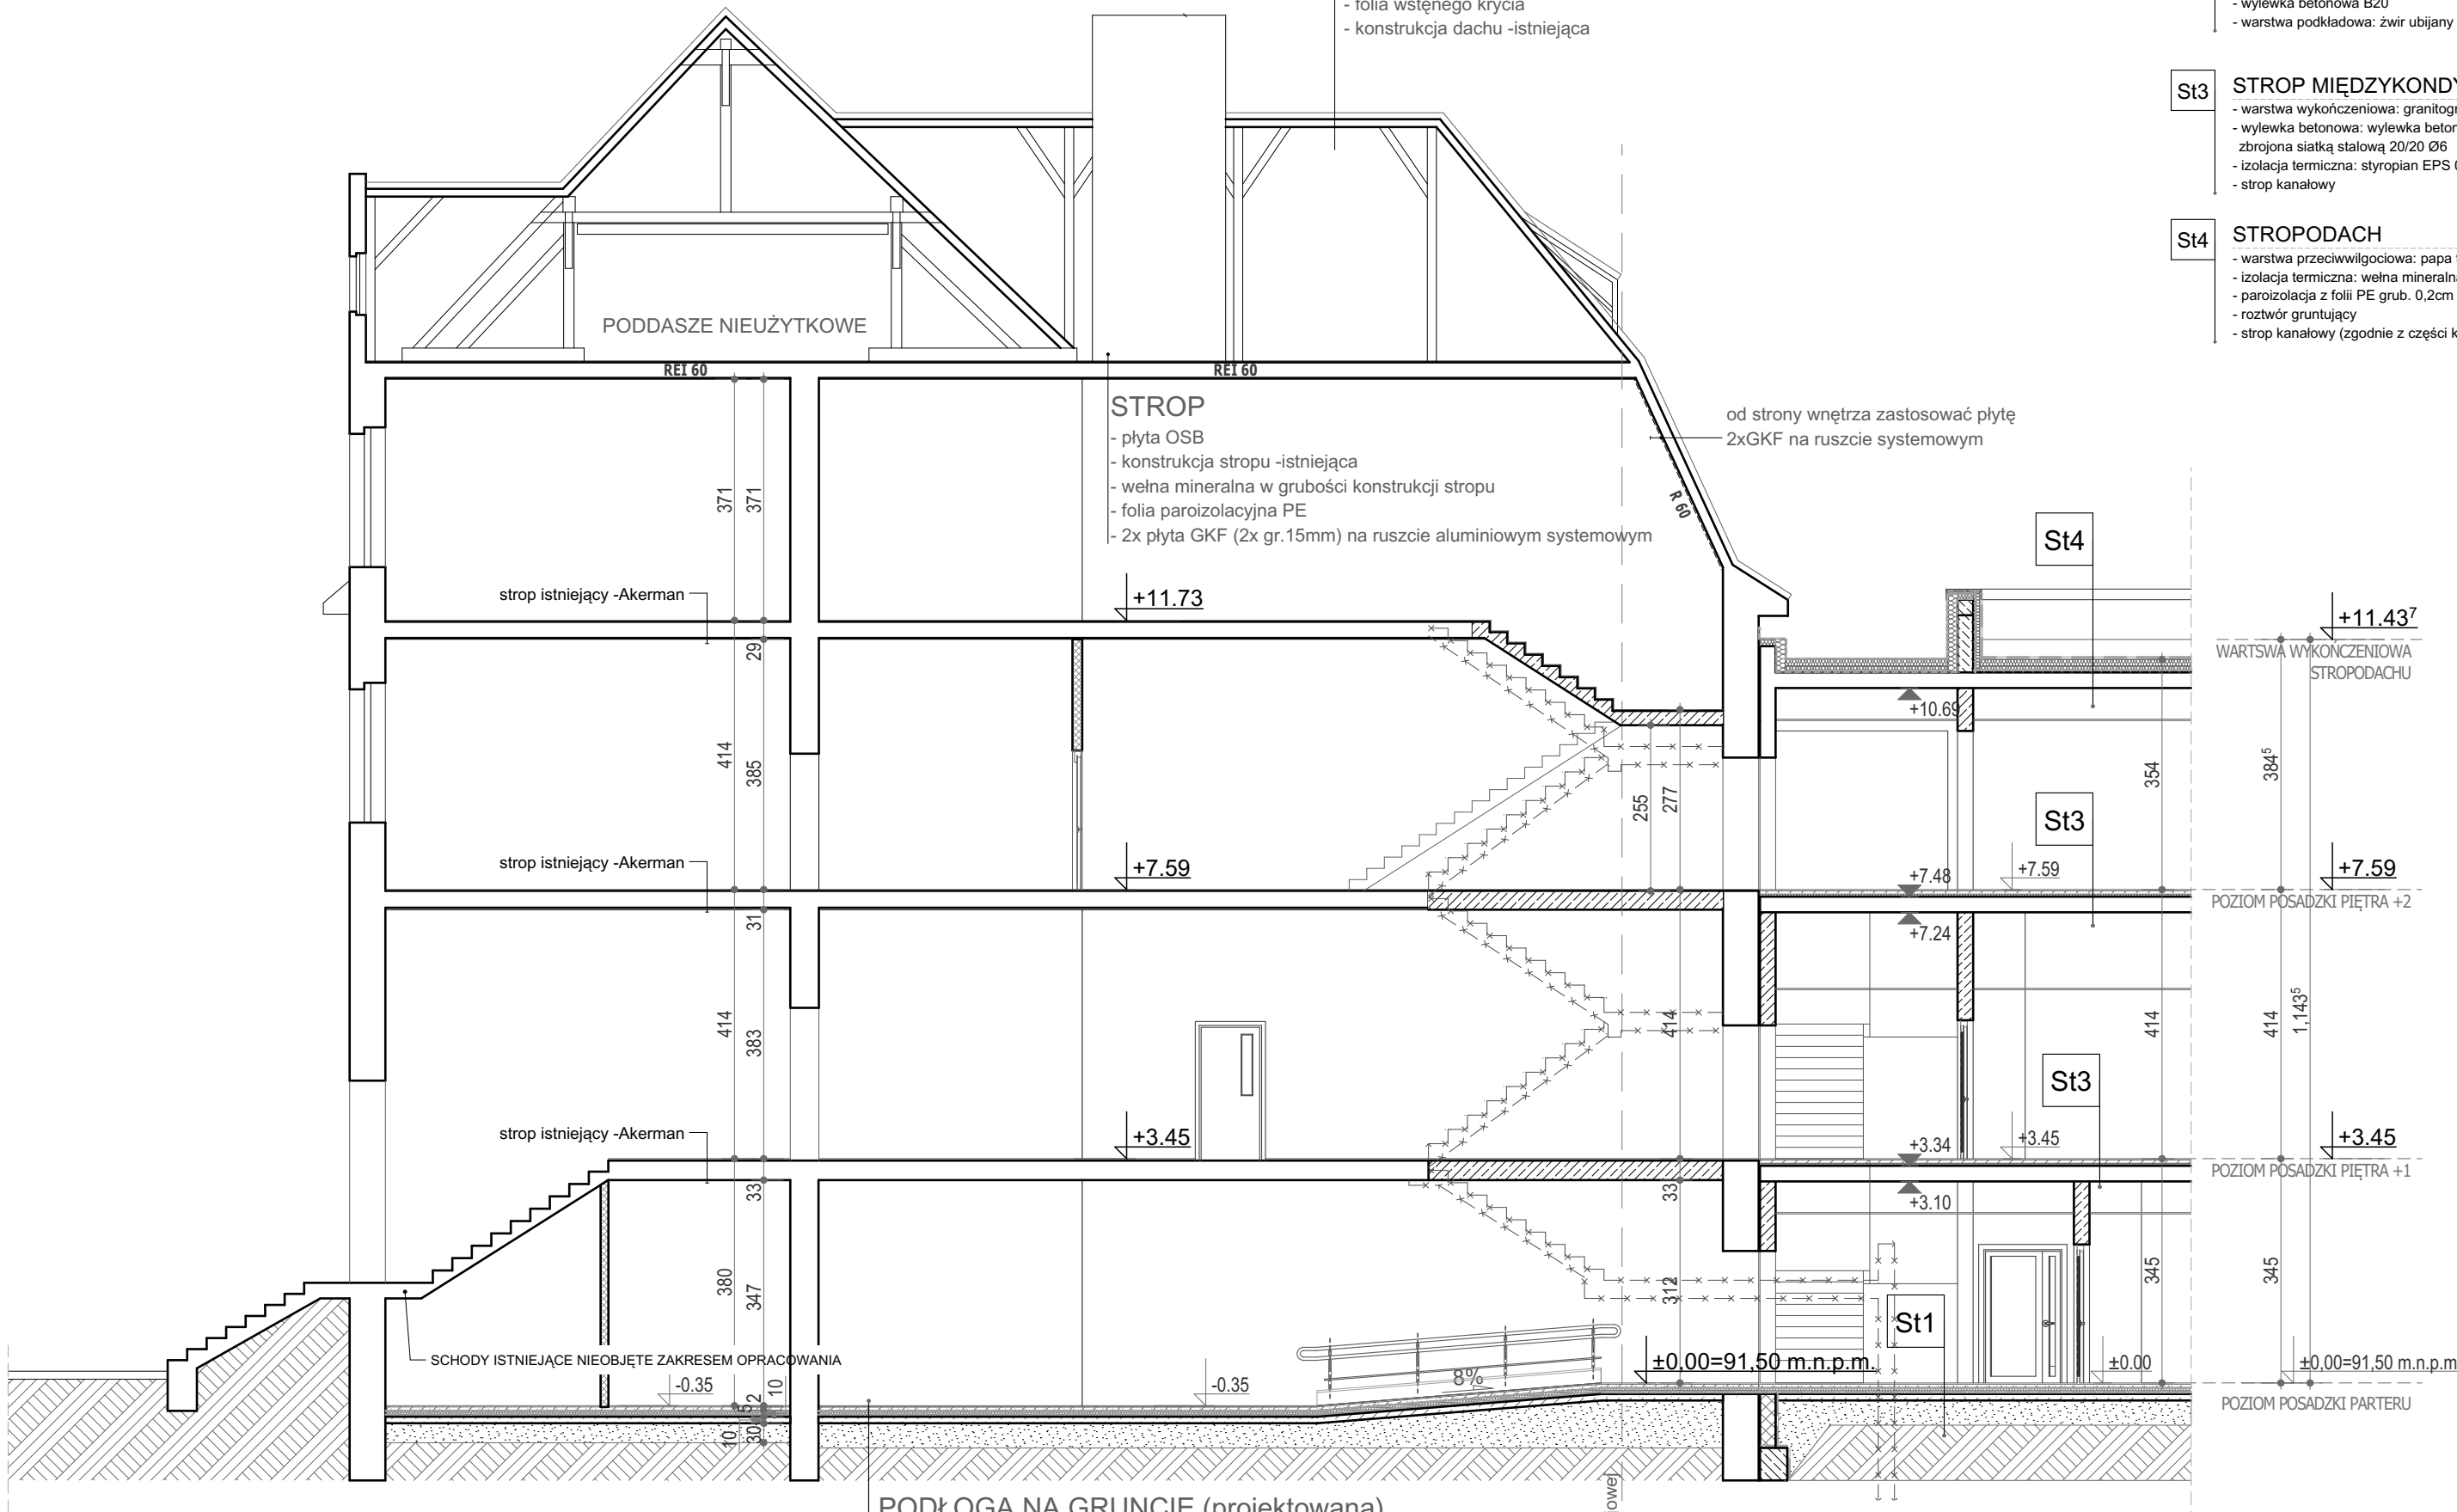 - folia wstęnego krycia
- konstrukcja dachu -istniejąca
- wylewka betonowa B20
- warstwa podkładowa: żwir ubijany
St3
STROP MIĘDZYKONDY
- warstwa wykończeniowa: granitogr
- wylewka betonowa: wylewka beton
zbrojona siatką stalową 20/20 Ø6
- izolacja termiczna: styropian EPS 0
- strop kanałowy
St4
STROPODACH
- warstwa przeciwwilgociowa: papa t
- izolacja termiczna: wełna mineralna
- paroizolacja z folii PE grub. 0,2cm
- roztwór gruntujący
- strop kanałowy (zgodnie z części k
PODDASZE NIEUŻYTKOWE
REI 60
REI 60
STROP
- płyta OSB
- konstrukcja stropu -istniejąca
- wełna mineralna w grubości konstrukcji stropu
- folia paroizolacyjna PE
- 2x płyta GKF (2x gr.15mm) na ruszcie aluminiowym systemowym
od strony wnętrza zastosować płytę
2xGKF na ruszcie systemowym
R 60
371
371
St4
strop istniejący -Akerman
+11.73
+11.43⁷
WARTSWA WYKOŃCZENIOWA
STROPODACHU
29
+10.69
414
385
255
277
354
384⁵
St3
strop istniejący -Akerman
+7.59
+7.48
+7.59
+7.59
POZIOM POSADZKI PIĘTRA +2
31
+7.24
414
383
414
414
414
1,143⁵
St3
strop istniejący -Akerman
+3.45
+3.34
+3.45
+3.45
POZIOM POSADZKI PIĘTRA +1
33
33
+3.10
380
347
312
345
345
St1
SCHODY ISTNIEJĄCE NIEOBJĘTE ZAKRESEM OPRACOWANIA
-0.35
-0.35
8%
±0,00=91,50 m.n.p.m.
±0.00
±0,00=91,50 m.n.p.m
POZIOM POSADZKI PARTERU
10
2
5
10
30
PODŁOGA NA GRUNCIE (projektowana)
owej